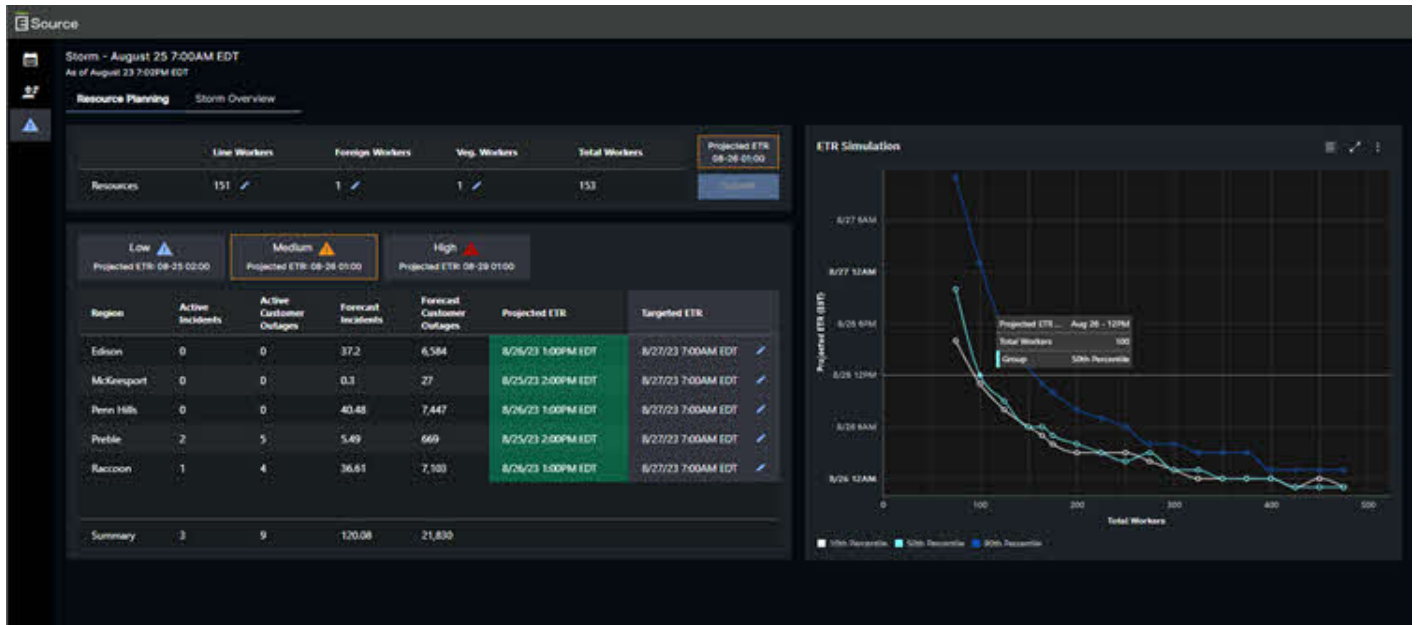 E Source
Storm - August 25 7:00AM EDT
As of August 23 7:02PM EDT
Resource Planning Storm Overview
Line Workers Foreign Workers Veg. Workers Total Workers Projected ETR
08-26 01:00
Resources 151 1 1 153 Submit
Low Medium High
Projected ETR: 08-25 02:00 Projected ETR: 08-26 01:00 Projected ETR: 08-29 01:00
Region Active Incidents Active Customer Outages Forecast Incidents Forecast Customer Outages Projected ETR Targeted ETR
Edison 0 0 37.2 6,584 8/26/23 1:00PM EDT 8/27/23 7:00AM EDT
McKeesport 0 0 0.3 27 8/25/23 2:00PM EDT 8/27/23 7:00AM EDT
Penn Hills 0 0 40.48 7,447 8/26/23 1:00PM EDT 8/27/23 7:00AM EDT
Preble 2 5 5.49 669 8/25/23 2:00PM EDT 8/27/23 7:00AM EDT
Raccoon 1 4 36.61 7,103 8/26/23 1:00PM EDT 8/27/23 7:00AM EDT
Summary 3 9 120.08 21,830
ETR Simulation
Projected ETR (EST)
8/27 6AM
8/27 12AM
8/26 6PM
8/26 12PM
8/26 6AM
8/26 12AM
Projected ETR ... Aug 26 - 12PM
Total Workers 100
Group 50th Percentile
0 100 200 300 400 500
Total Workers
10th Percentile 50th Percentile 90th Percentile